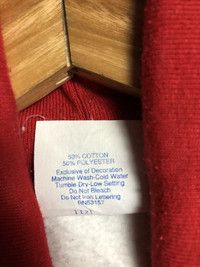 50% COTTON
50% POLYESTER
Exclusive of Decoration
Machine Wash-Cold Water
Tumble Dry-Low Setting
Do Not Bleach
Do Not Iron Lettering
RN53157